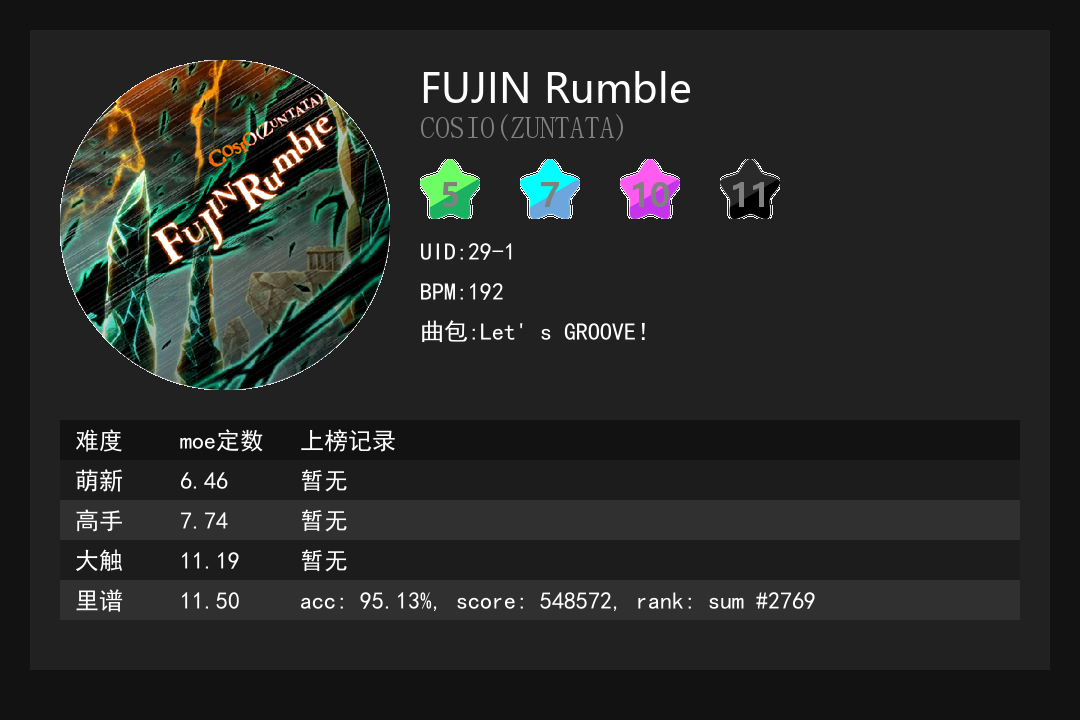 FUJIN Rumble
COSIO(ZUNTATA)
COSIO(ZUNTATA)
FUJIN Rumble
5 7 10 11
UID:29-1
BPM:192
曲包:Let' s GROOVE!
难度 moe定数 上榜记录
萌新 6.46 暂无
高手 7.74 暂无
大触 11.19 暂无
里谱 11.50 acc: 95.13%, score: 548572, rank: sum #2769